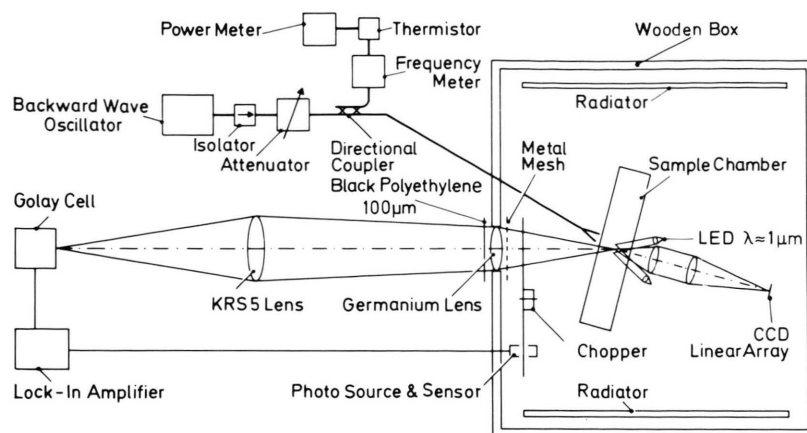 Power Meter
Thermistor
Wooden Box
Frequency
Meter
Radiator
Backward Wave
Oscillator
Isolator
Attenuator
Directional
Coupler
Metal
Mesh
Sample Chamber
Black Polyethylene
100µm
Golay Cell
LED λ≈1µm
KRS5 Lens
Germanium Lens
Chopper
CCD
Linear Array
Lock-In Amplifier
Photo Source & Sensor
Radiator